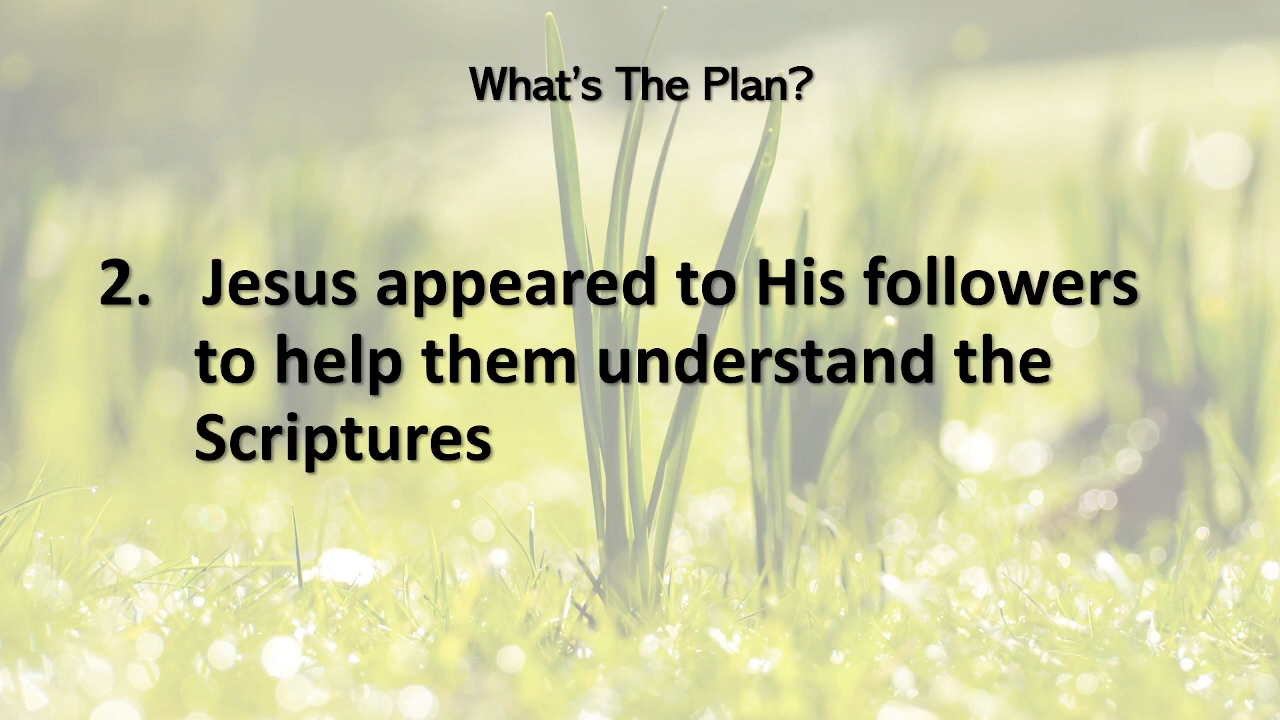 What’s The Plan?
2. Jesus appeared to His followers
to help them understand the
Scriptures